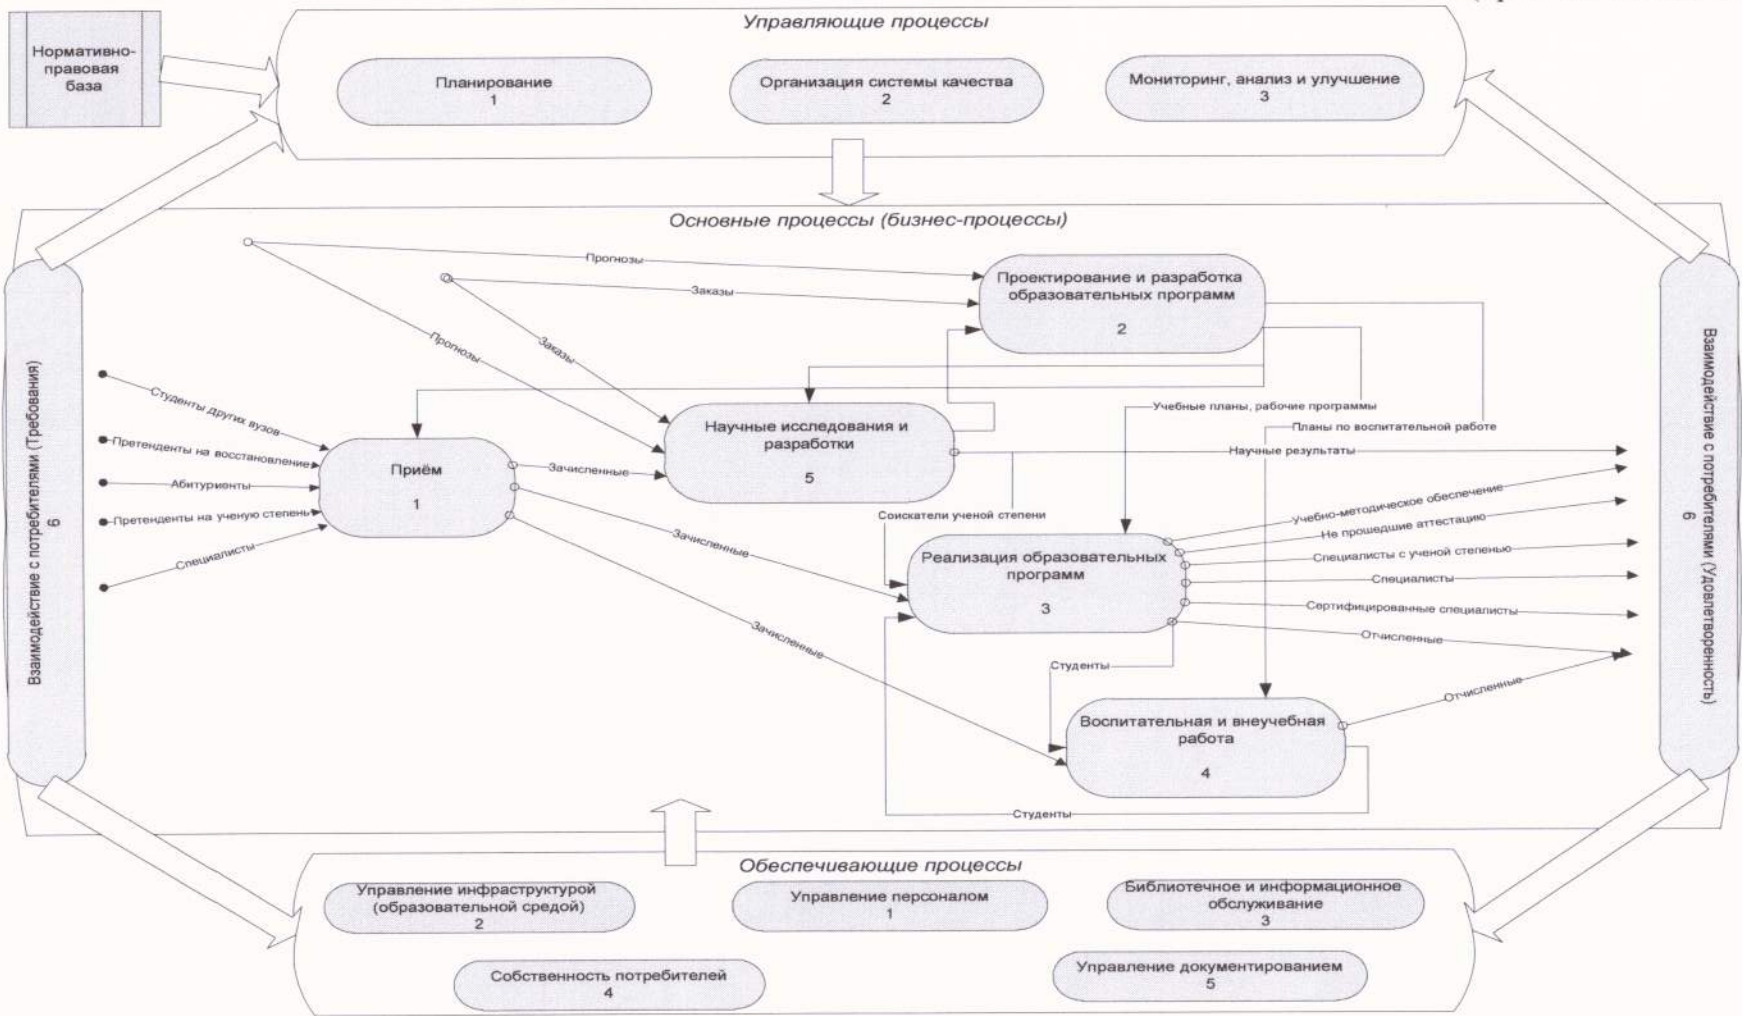 Управляющие процессы
Нормативно-
правовая
база
Планирование
1
Организация системы качества
2
Мониторинг, анализ и улучшение
3
Основные процессы (бизнес-процессы)
Взаимодействие с потребителями (Требования)
6
Прогнозы
Заказы
Прогнозы
Заказы
Проектирование и разработка
образовательных программ
2
Студенты других вузов
Претенденты на восстановление
Абитуриенты
Претенденты на ученую степень
Специалисты
Приём
1
Зачисленные
Зачисленные
Зачисленные
Научные исследования и
разработки
5
Учебные планы, рабочие программы
Планы по воспитательной работе
Научные результаты
Соискатели ученой степени
Реализация образовательных
программ
3
Учебно-методическое обеспечение
Не прошедшие аттестацию
Специалисты с ученой степенью
Специалисты
Сертифицированные специалисты
Отчисленные
Студенты
Воспитательная и внеучебная
работа
4
Отчисленные
Студенты
Взаимодействие с потребителями (Удовлетворенность)
6
Обеспечивающие процессы
Управление инфраструктурой
(образовательной средой)
2
Управление персоналом
1
Библиотечное и информационное
обслуживание
3
Собственность потребителей
4
Управление документированием
5